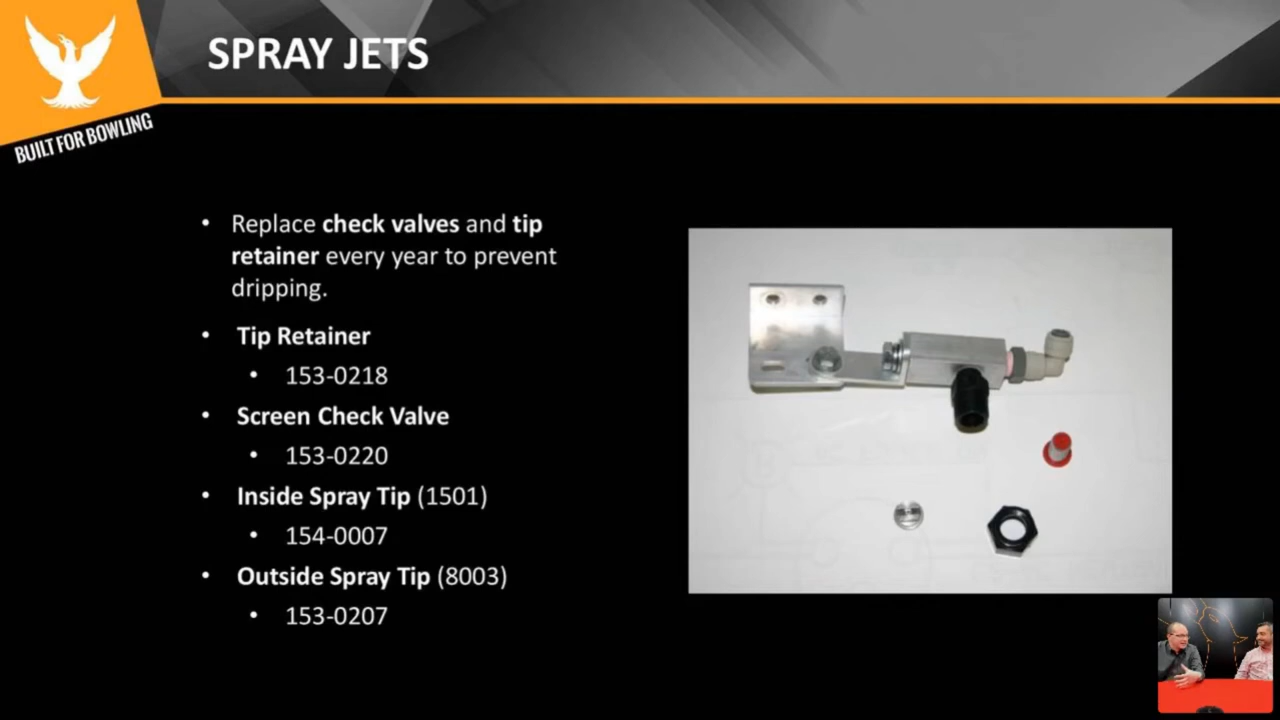 SPRAY JETS
BUILT FOR BOWLING
• Replace check valves and tip
retainer every year to prevent
dripping.
• Tip Retainer
• 153-0218
• Screen Check Valve
• 153-0220
• Inside Spray Tip (1501)
• 154-0007
• Outside Spray Tip (8003)
• 153-0207